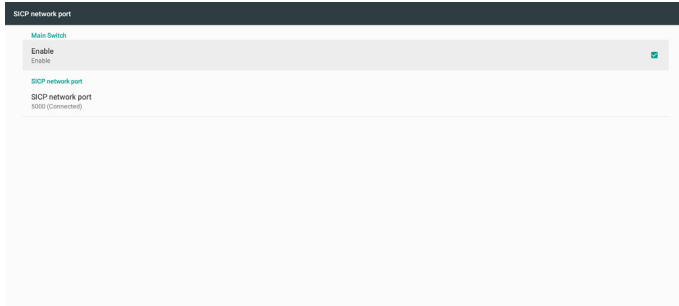 SICP network port
Main Switch
Enable
Enable
SICP network port
SICP network port
5000 (Connected)